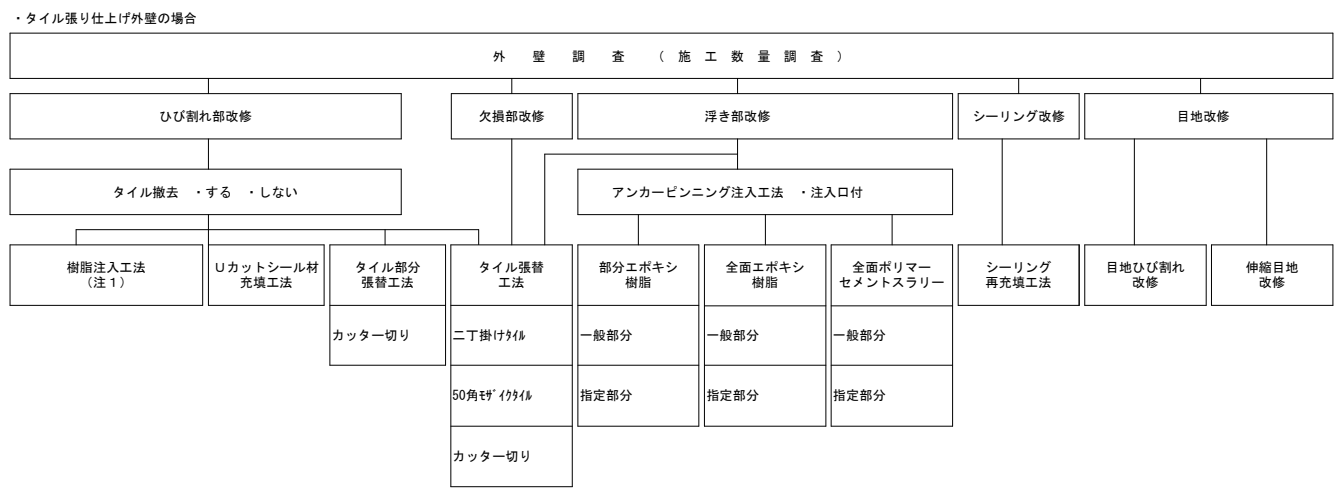 ・タイル張り仕上げ外壁の場合
外 壁 調 査 ( 施 工 数 量 調 査 )
ひび割れ部改修
欠損部改修
浮き部改修
シーリング改修
目地改修
タイル撤去 ・する ・しない
アンカーピンニング注入工法 ・注入口付
樹脂注入工法
(注1)
Uカットシール材
充填工法
タイル部分
張替工法
タイル張替
工法
部分エポキシ
樹脂
全面エポキシ
樹脂
全面ポリマー
セメントスラリー
シーリング
再充填工法
目地ひび割れ
改修
伸縮目地
改修
カッター切り
二丁掛けタイル
一般部分
一般部分
一般部分
50角モザイクタイル
指定部分
指定部分
指定部分
カッター切り